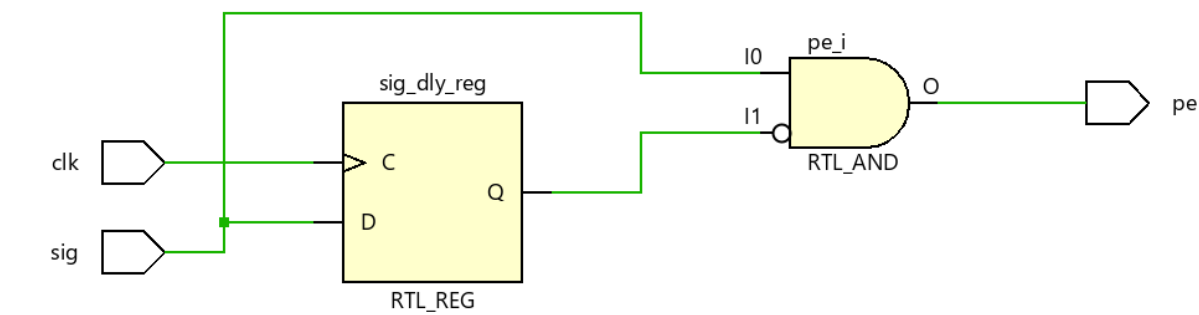 pe_i
I0
sig_dly_reg
O
I1
pe
clk
C
RTL_AND
Q
D
sig
RTL_REG